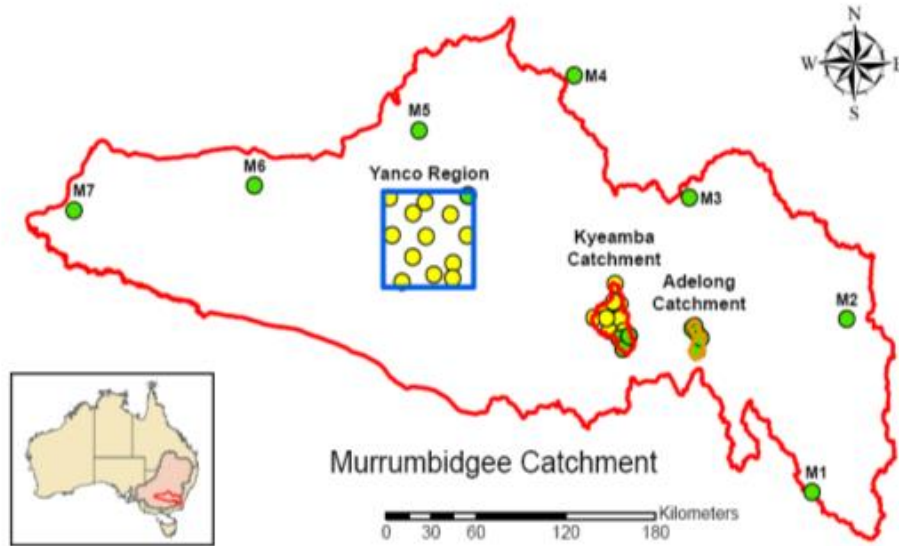 N
W E
S
M4
M5
M6
M7
Yanco Region
M3
Kyeamba
Catchment
Adelong
Catchment
M2
Murrumbidgee Catchment
M1
Kilometers
0 15 30 60 120 180